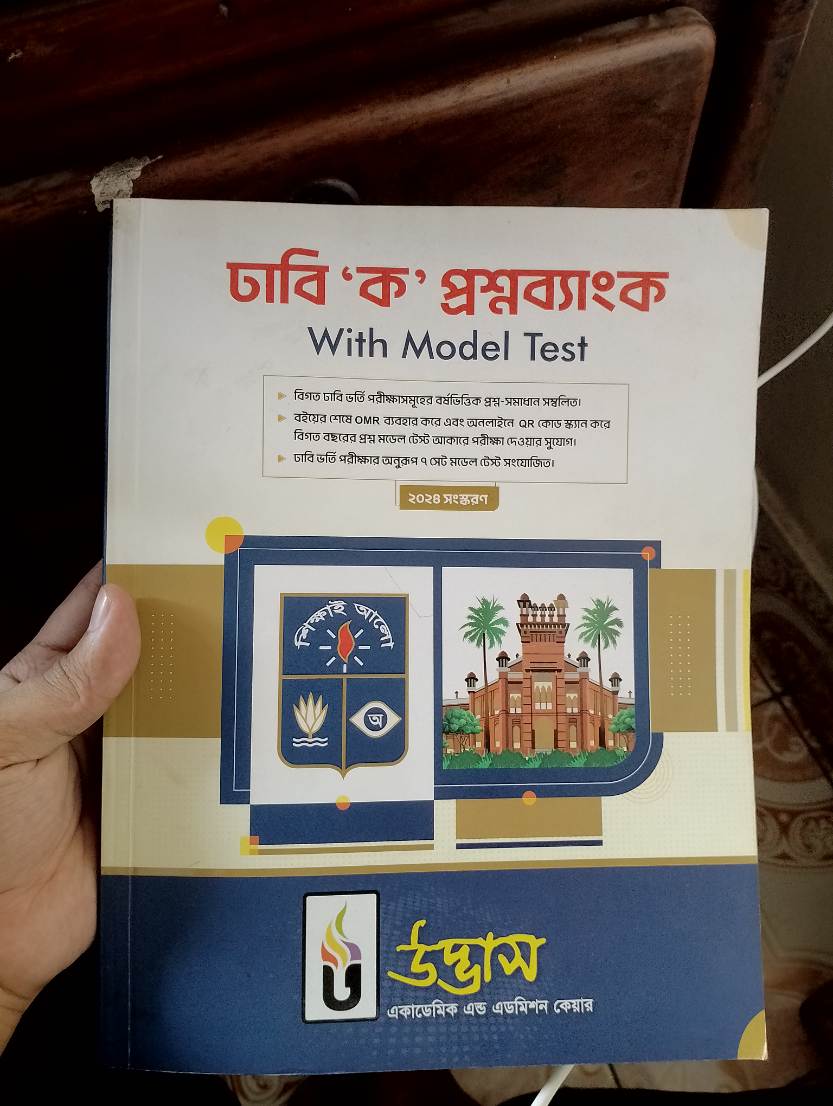 ঢাবি ‘ক’ প্রশ্নব্যাংক
With Model Test
বিগত ঢাবি ভর্তি পরীক্ষাসমূহের বর্ষভিত্তিক প্রশ্ন-সমাধান সম্বলিত।
বইয়ের শেষে OMR ব্যবহার করে এবং অনলাইনে QR কোড স্ক্যান করে
বিগত বছরের প্রশ্ন মডেল টেস্ট আকারে পরীক্ষা দেওয়ার সুযোগ।
ঢাবি ভর্তি পরীক্ষার অনুরূপ ৭ সেট মডেল টেস্ট সংযোজিত।
২০২৪ সংস্করণ
শিক্ষাই আলো
অ
উদ্ভাস
একাডেমিক এন্ড এডমিশন কেয়ার